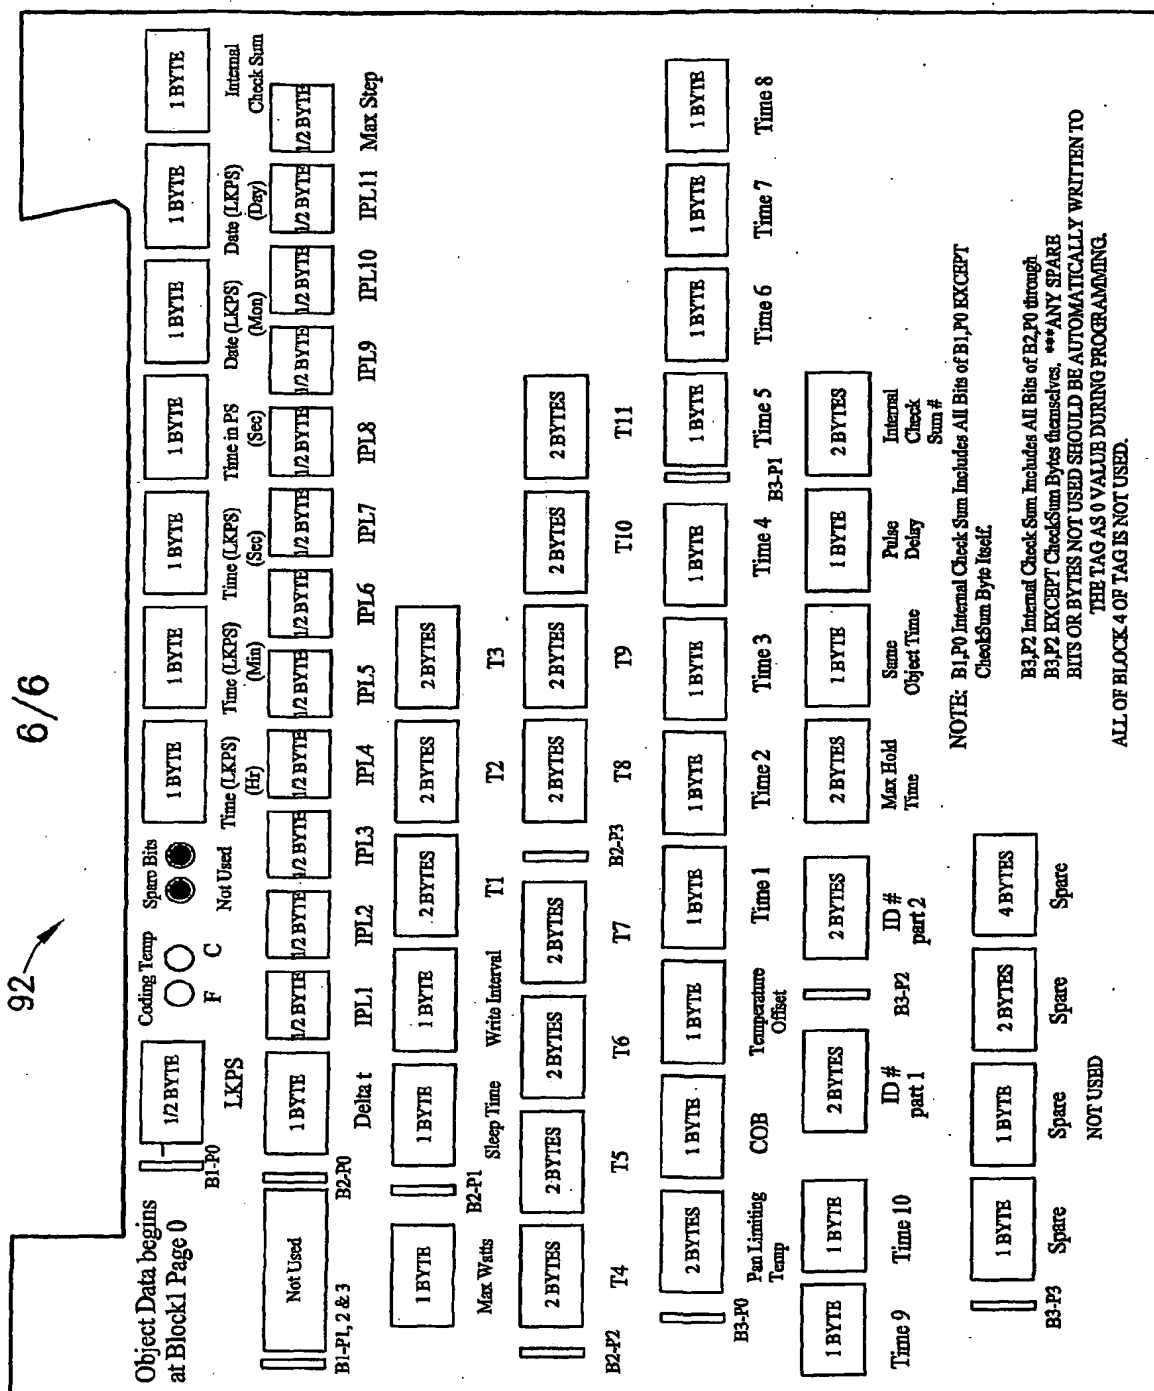 6/6
92
Object Data begins
at Block1 Page 0
B1-P0
1/2 BYTE
LKPS
Coding Temp
F C
Spare Bits
Not Used
1 BYTE
Time (LKPS)
(Hr)
1 BYTE
Time (LKPS)
(Min)
1 BYTE
Time (LKPS)
(Sec)
1 BYTE
Time in PS
(Sec)
1 BYTE
Date (LKPS)
(Mon)
1 BYTE
Date (LKPS)
(Day)
1 BYTE
Internal
Check Sum
B1-P1, 2 & 3
Not Used
B2-P0
1 BYTE
Delta t
1/2 BYTE
IPL1
1/2 BYTE
IPL2
1/2 BYTE
IPL3
1/2 BYTE
IPL4
1/2 BYTE
IPL5
1/2 BYTE
IPL6
1/2 BYTE
IPL7
1/2 BYTE
IPL8
1/2 BYTE
IPL9
1/2 BYTE
IPL10
1/2 BYTE
IPL11
1/2 BYTE
Max Step
1 BYTE
Max Watts
B2-P1
1 BYTE
Sleep Time
1 BYTE
Write Interval
2 BYTES
T1
2 BYTES
T2
2 BYTES
T3
B2-P2
2 BYTES
T4
2 BYTES
T5
2 BYTES
T6
2 BYTES
T7
B2-P3
2 BYTES
T8
2 BYTES
T9
2 BYTES
T10
2 BYTES
T11
B3-P0
2 BYTES
Pan Limiting
Temp
1 BYTE
COB
1 BYTE
Temperature
Offset
1 BYTE
Time 1
1 BYTE
Time 2
1 BYTE
Time 3
1 BYTE
Time 4
B3-P1
1 BYTE
Time 5
1 BYTE
Time 6
1 BYTE
Time 7
1 BYTE
Time 8
1 BYTE
Time 9
1 BYTE
Time 10
2 BYTES
ID #
part 1
B3-P2
2 BYTES
ID #
part 2
2 BYTES
Max Hold
Time
1 BYTE
Same
Object Time
1 BYTE
Pulse
Delay
2 BYTES
Internal
Check
Sum #
B3-P3
1 BYTE
Spare
1 BYTE
Spare
2 BYTES
Spare
4 BYTES
Spare
NOT USED
NOTE: B1,P0 Internal Check Sum Includes All Bits of B1,P0 EXCEPT
CheckSum Byte Itself.
B3,P2 Internal Check Sum Includes All Bits of B2,P0 through
B3,P2 EXCEPT CheckSum Bytes themselves. ***ANY SPARE
BITS OR BYTES NOT USED SHOULD BE AUTOMATICALLY WRITTEN TO
THE TAG AS 0 VALUE DURING PROGRAMMING.
ALL OF BLOCK 4 OF TAG IS NOT USED.